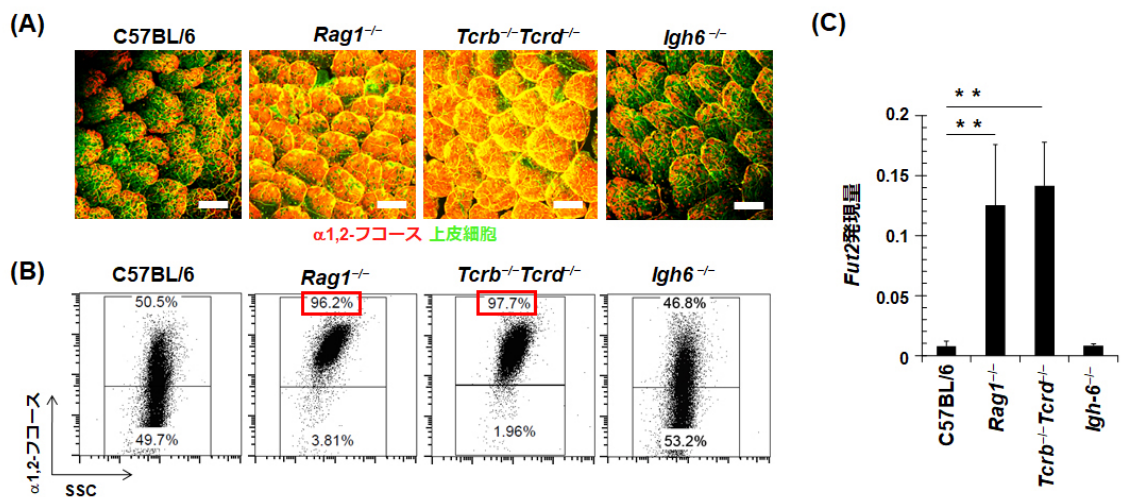 (A)
C57BL/6 Rag1−/− Tcrb−/−Tcrd−/− Igh6 −/−
α1,2-フコース 上皮細胞
(B)
C57BL/6 Rag1−/− Tcrb−/−Tcrd−/− Igh6−/−
50.5% 96.2% 97.7% 46.8%
49.7% 3.81% 1.96% 53.2%
α1,2-フコース
SSC
(C)
Fut2発現量
**
**
0.2
0.15
0.1
0.05
0
C57BL/6
Rag1−/−
Tcrb−/−Tcrd−/−
Igh-6−/−